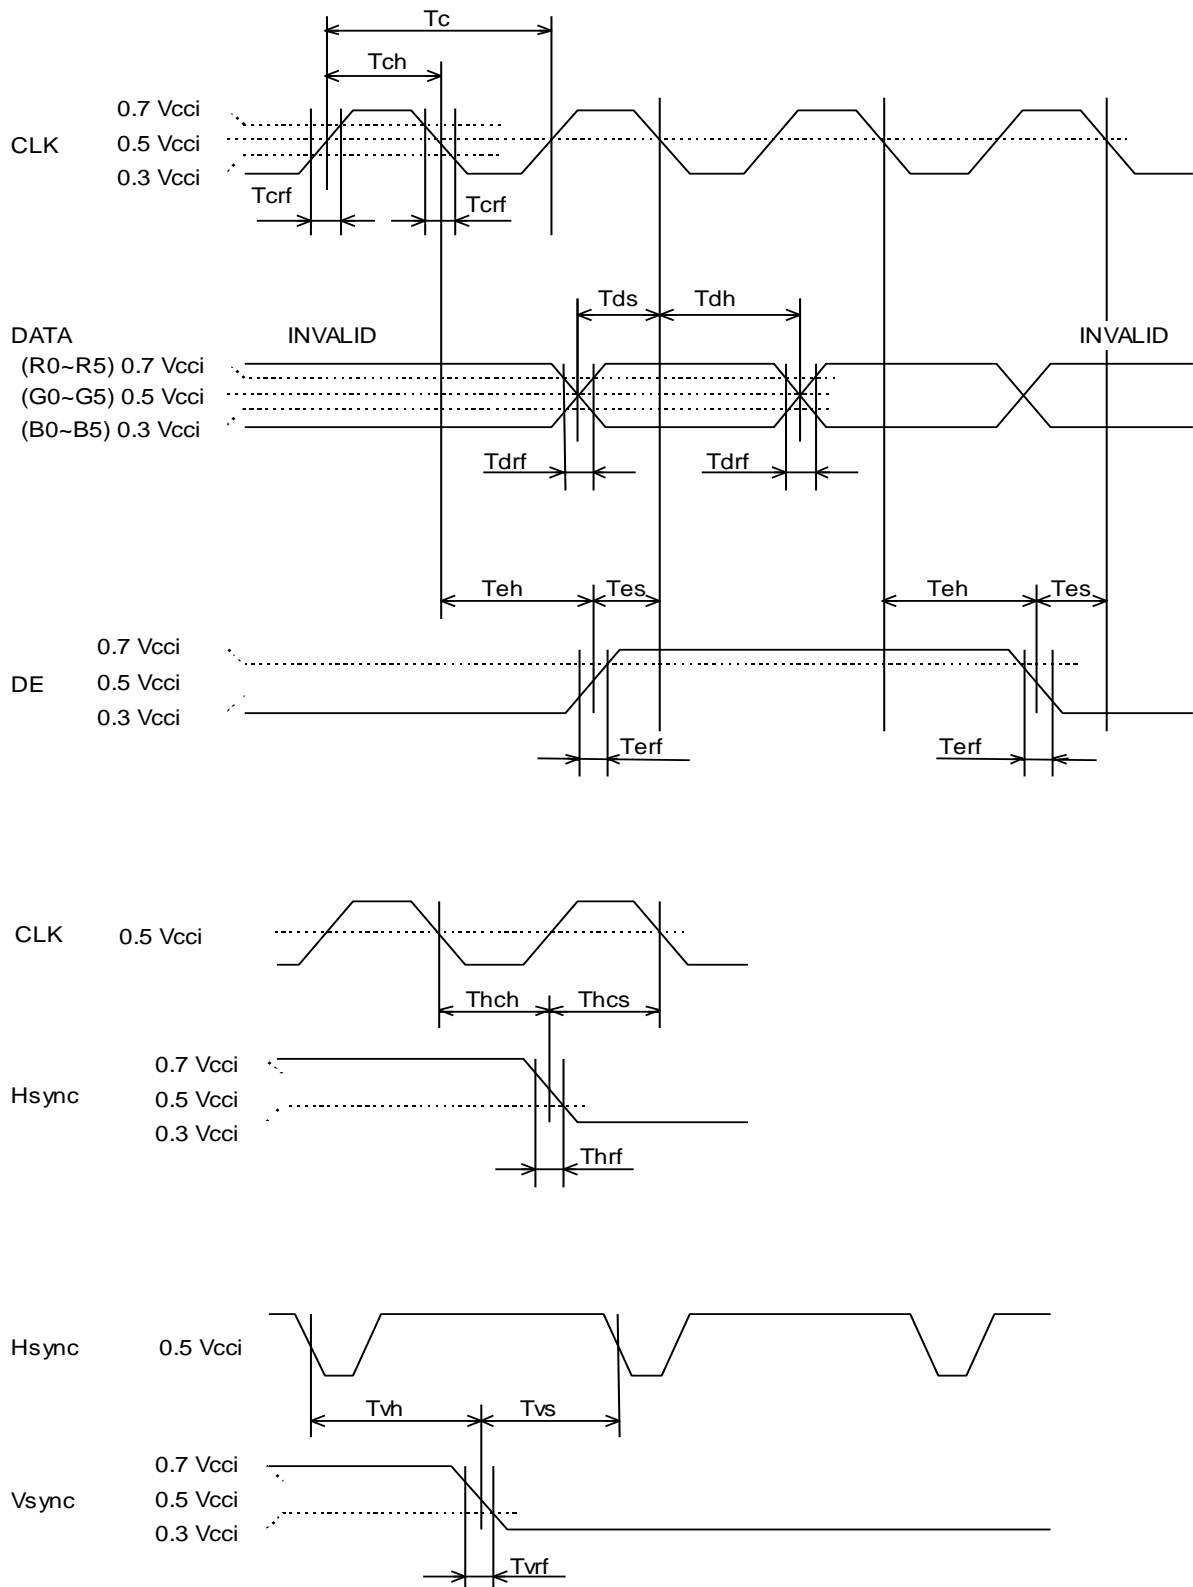 Tc
Tch
0.7 Vcci
CLK 0.5 Vcci
0.3 Vcci
Tcrf Tcrf
Tds Tdh
DATA INVALID INVALID
(R0~R5) 0.7 Vcci
(G0~G5) 0.5 Vcci
(B0~B5) 0.3 Vcci
Tdrf Tdrf
Teh Tes Teh Tes
0.7 Vcci
DE 0.5 Vcci
0.3 Vcci
Terf Terf
CLK 0.5 Vcci
Thch Thcs
0.7 Vcci
Hsync 0.5 Vcci
0.3 Vcci
Thrf
Hsync 0.5 Vcci
Tvh Tvs
0.7 Vcci
Vsync 0.5 Vcci
0.3 Vcci
Tvrf